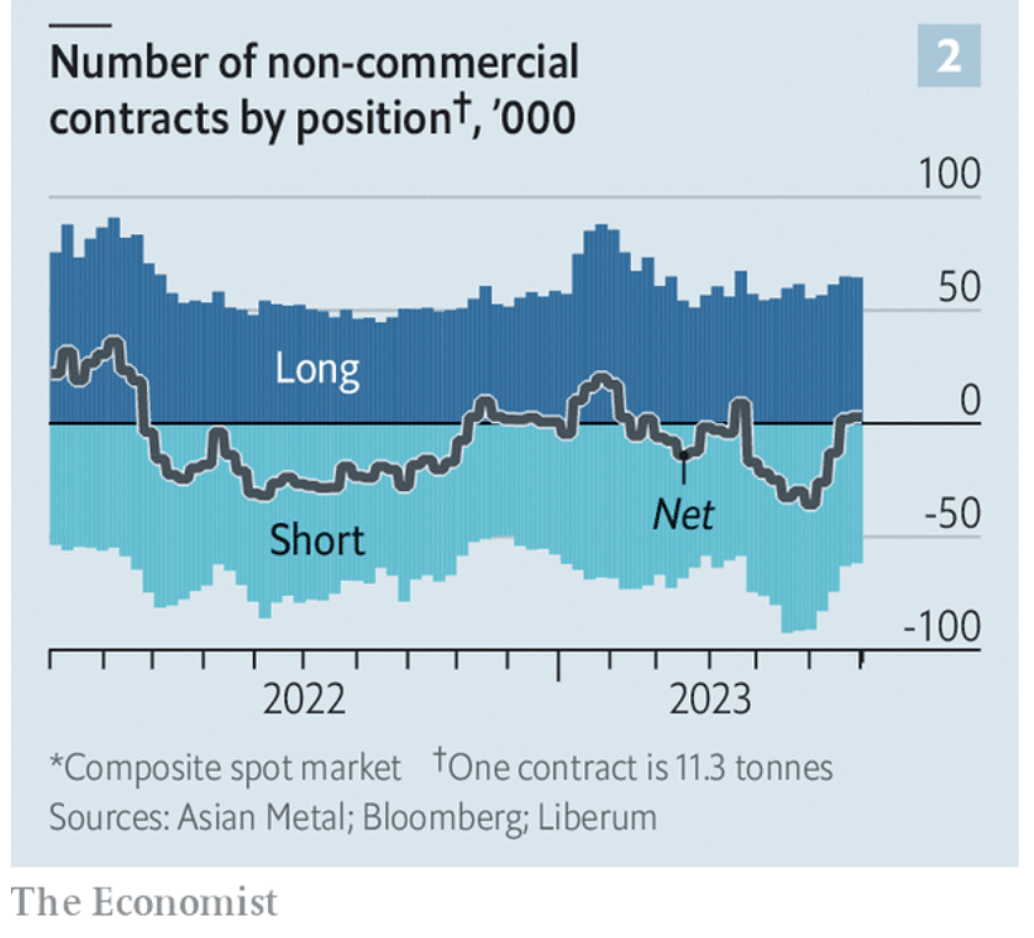 Number of non-commercial
contracts by position†, ’000
2
100
50
0
-50
-100
Long
Short
Net
2022
2023
*Composite spot market †One contract is 11.3 tonnes
Sources: Asian Metal; Bloomberg; Liberum
The Economist